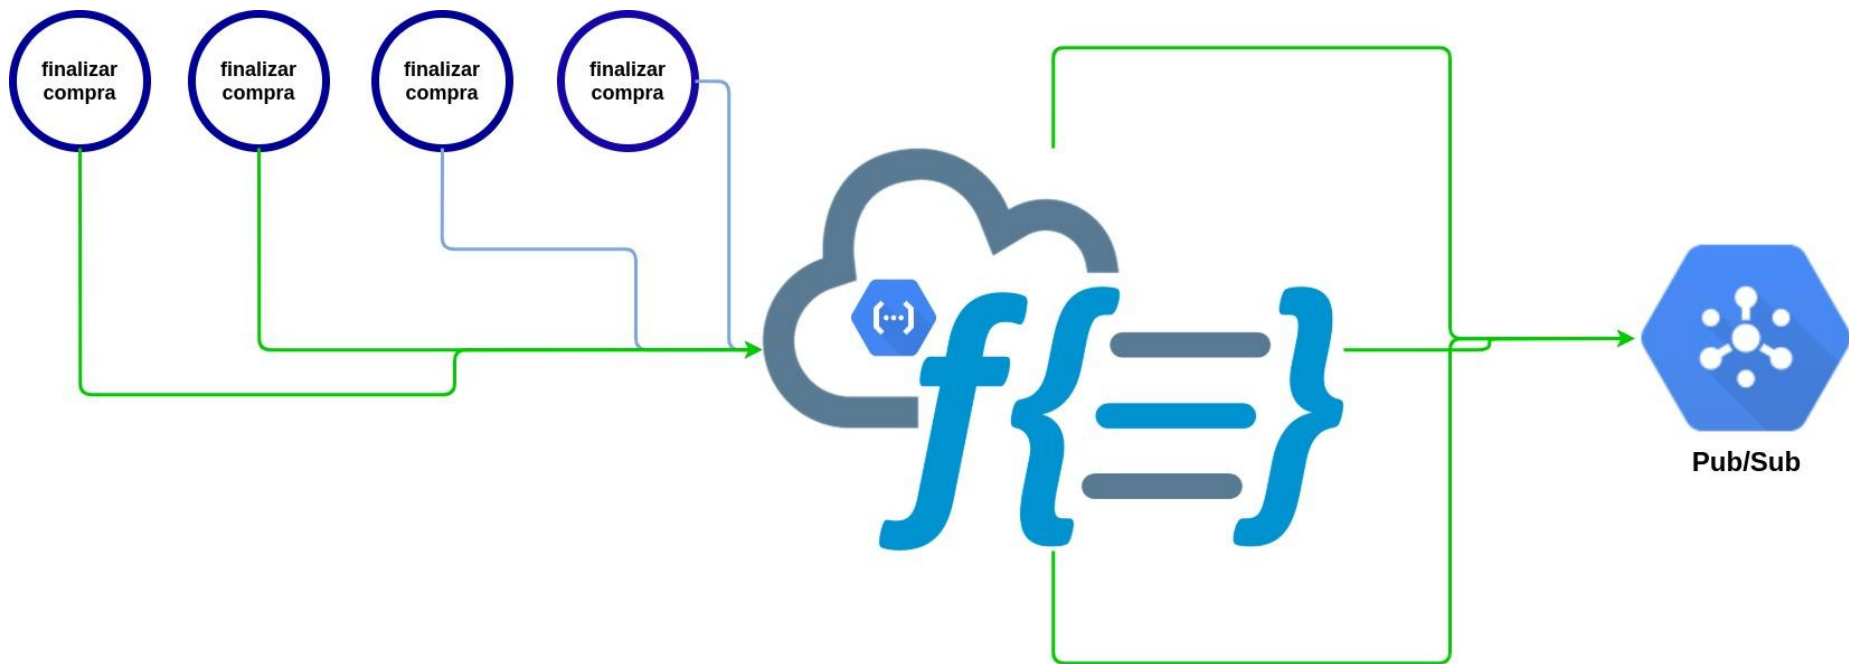 finalizar
compra
finalizar
compra
finalizar
compra
finalizar
compra
f{ }
Pub/Sub